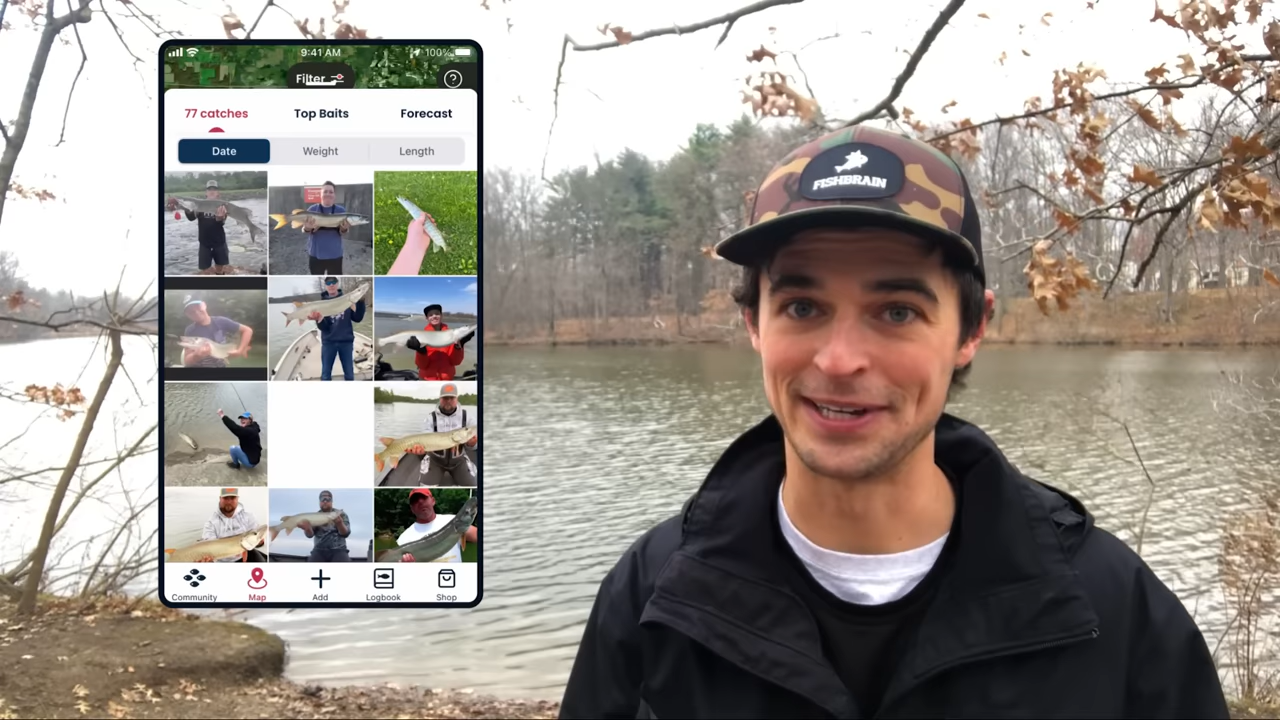 9:41 AM
100%
Filter
?
77 catches
Top Baits
Forecast
Date
Weight
Length
Community
Map
Add
Logbook
Shop
FISHBRAIN